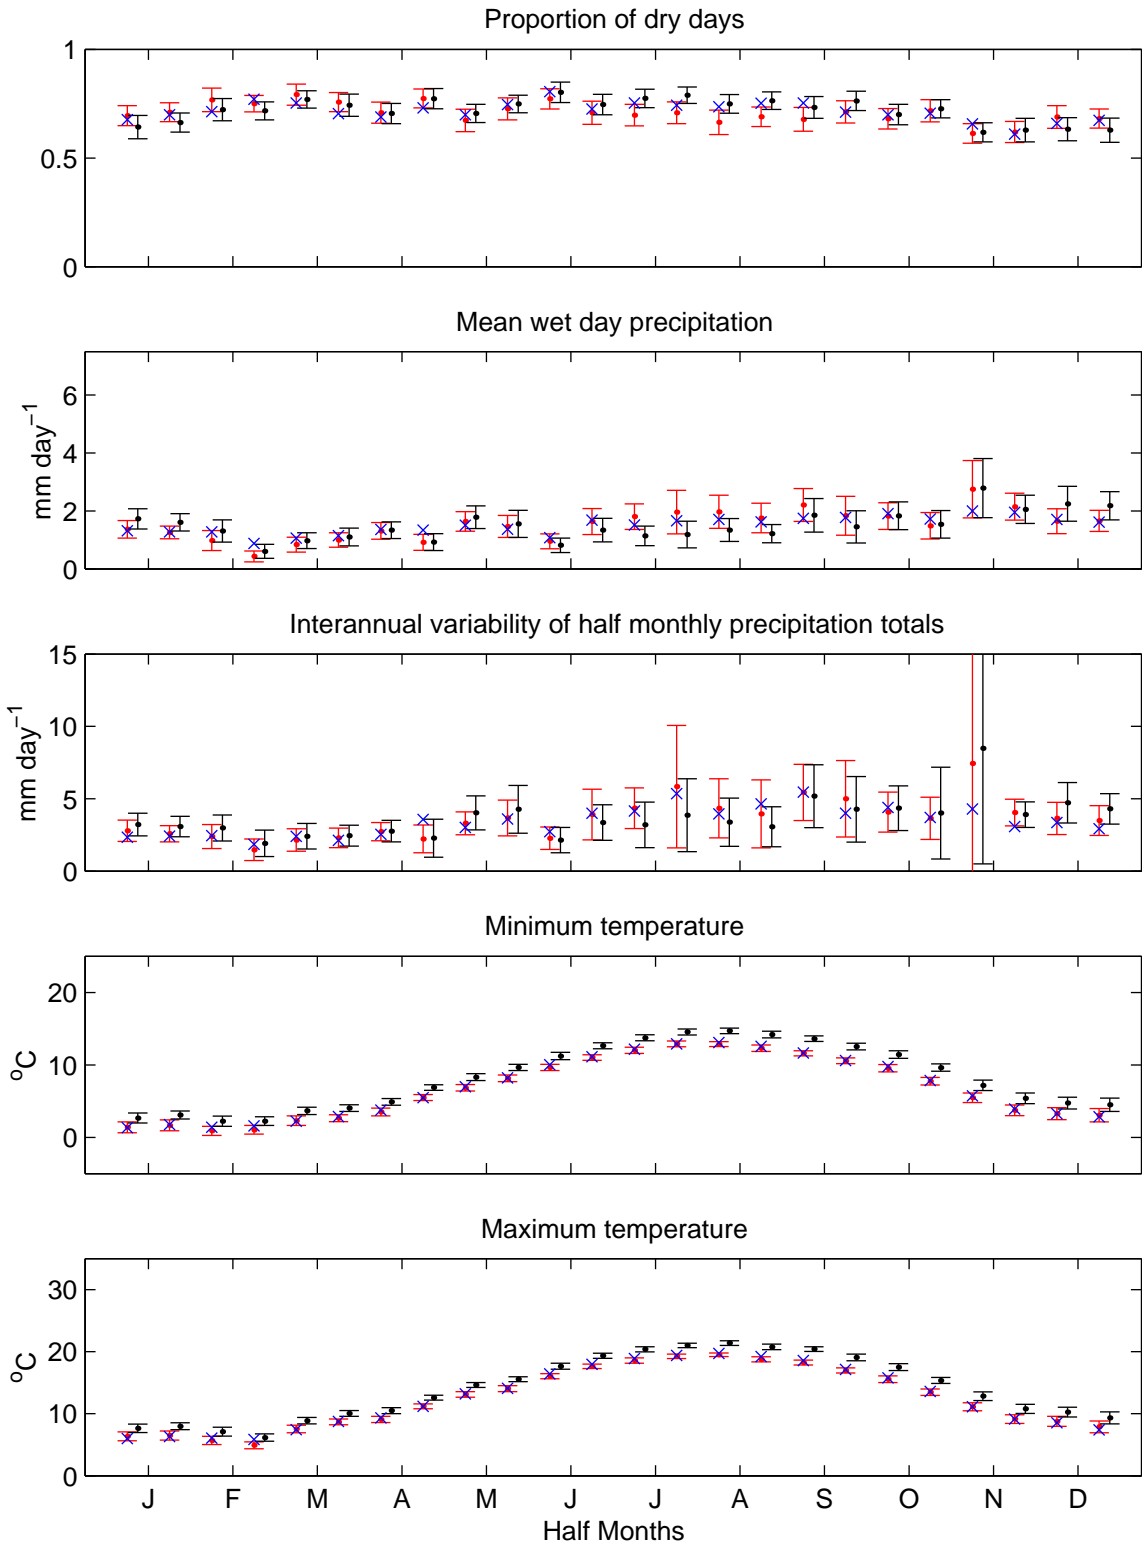 Proportion of dry days
1
0.5
0
Mean wet day precipitation
6
4
2
0
mm day−1
Interannual variability of half monthly precipitation totals
15
10
5
0
mm day−1
Minimum temperature
20
10
0
oC
Maximum temperature
30
20
10
0
oC
J F M A M J J A S O N D
Half Months